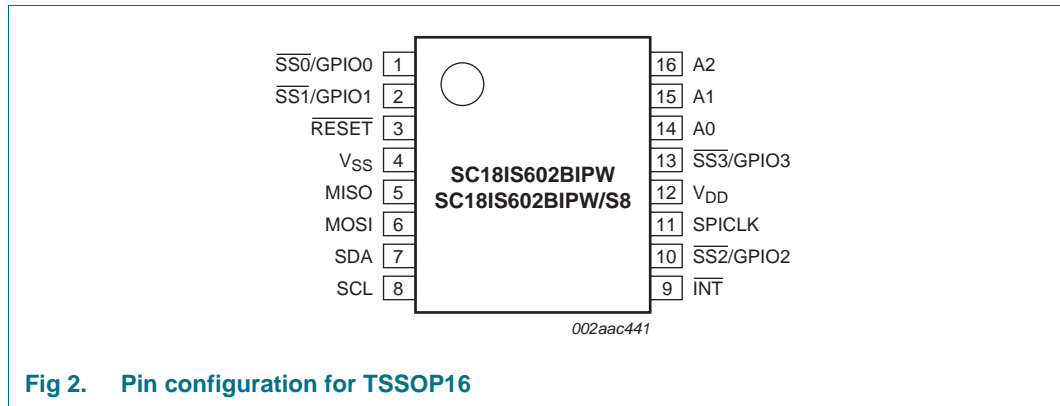 SS0/GPIO0 1
SS1/GPIO1 2
RESET 3
VSS 4
MISO 5
MOSI 6
SDA 7
SCL 8
SC18IS602BIPW
SC18IS602BIPW/S8
16 A2
15 A1
14 A0
13 SS3/GPIO3
12 VDD
11 SPICLK
10 SS2/GPIO2
9 INT
002aac441
Fig 2. Pin configuration for TSSOP16